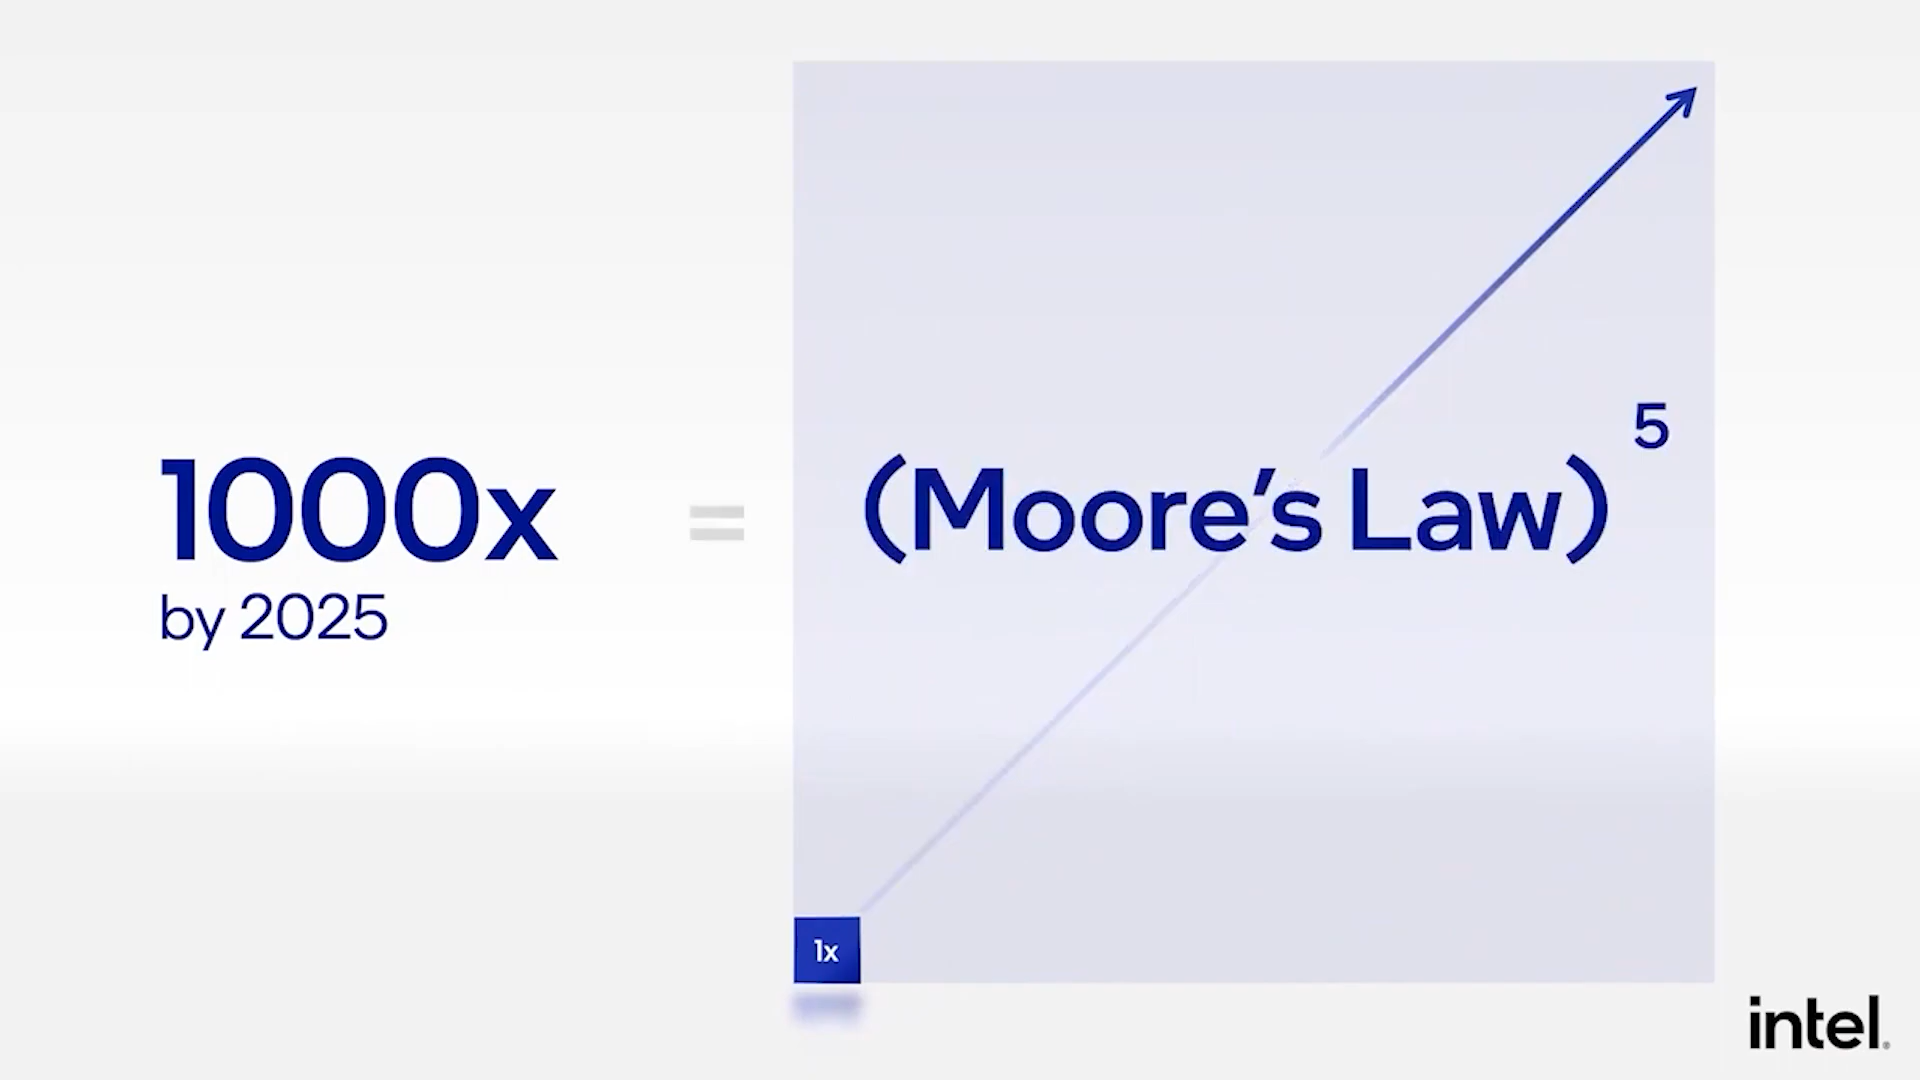 1000x
by 2025
=
(Moore's Law)⁵
1x
intel®